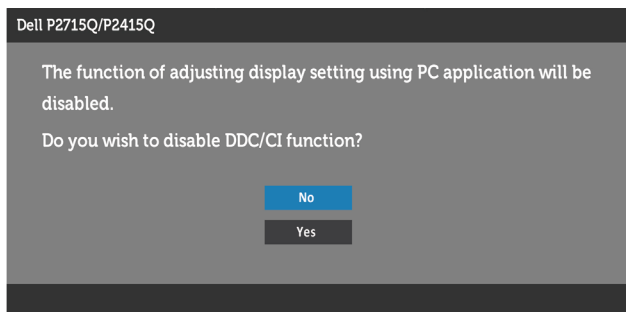 Dell P2715Q/P2415Q
The function of adjusting display setting using PC application will be
disabled.
Do you wish to disable DDC/CI function?
No
Yes